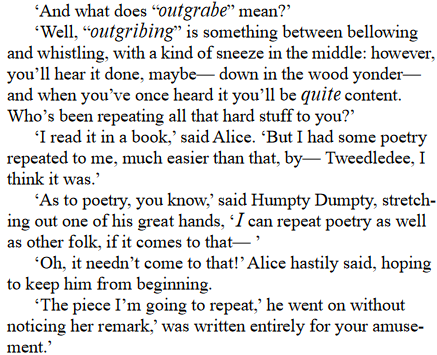 ‘And what does “outgrabe” mean?’
‘Well, “outgribing” is something between bellowing
and whistling, with a kind of sneeze in the middle: however,
you’ll hear it done, maybe— down in the wood yonder—
and when you’ve once heard it you’ll be quite content.
Who’s been repeating all that hard stuff to you?’
‘I read it in a book,’ said Alice. ‘But I had some poetry
repeated to me, much easier than that, by— Tweedledee, I
think it was.’
‘As to poetry, you know,’ said Humpty Dumpty, stretch-
ing out one of his great hands, ‘I can repeat poetry as well
as other folk, if it comes to that— ’
‘Oh, it needn’t come to that!’ Alice hastily said, hoping
to keep him from beginning.
‘The piece I’m going to repeat,’ he went on without
noticing her remark,’ was written entirely for your amuse-
ment.’